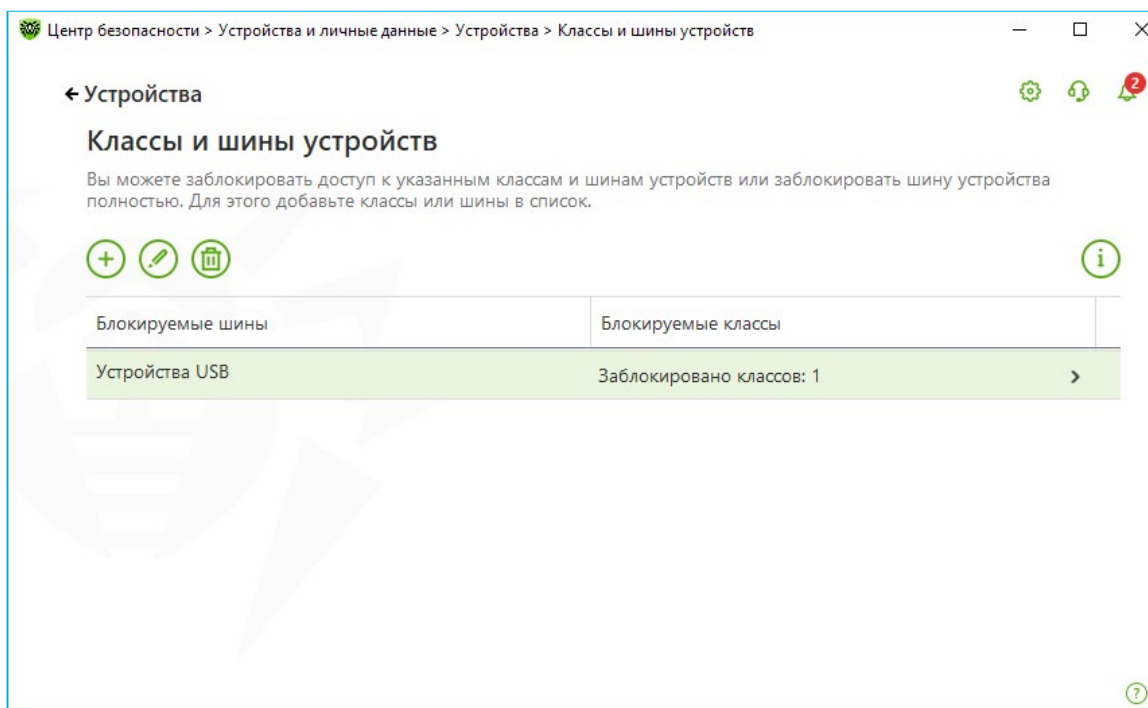 Центр безопасности > Устройства и личные данные > Устройства > Классы и шины устройств
Устройства
2
Классы и шины устройств
Вы можете заблокировать доступ к указанным классам и шинам устройств или заблокировать шину устройства
полностью. Для этого добавьте классы или шины в список.
Блокируемые шины Блокируемые классы
Устройства USB Заблокировано классов: 1